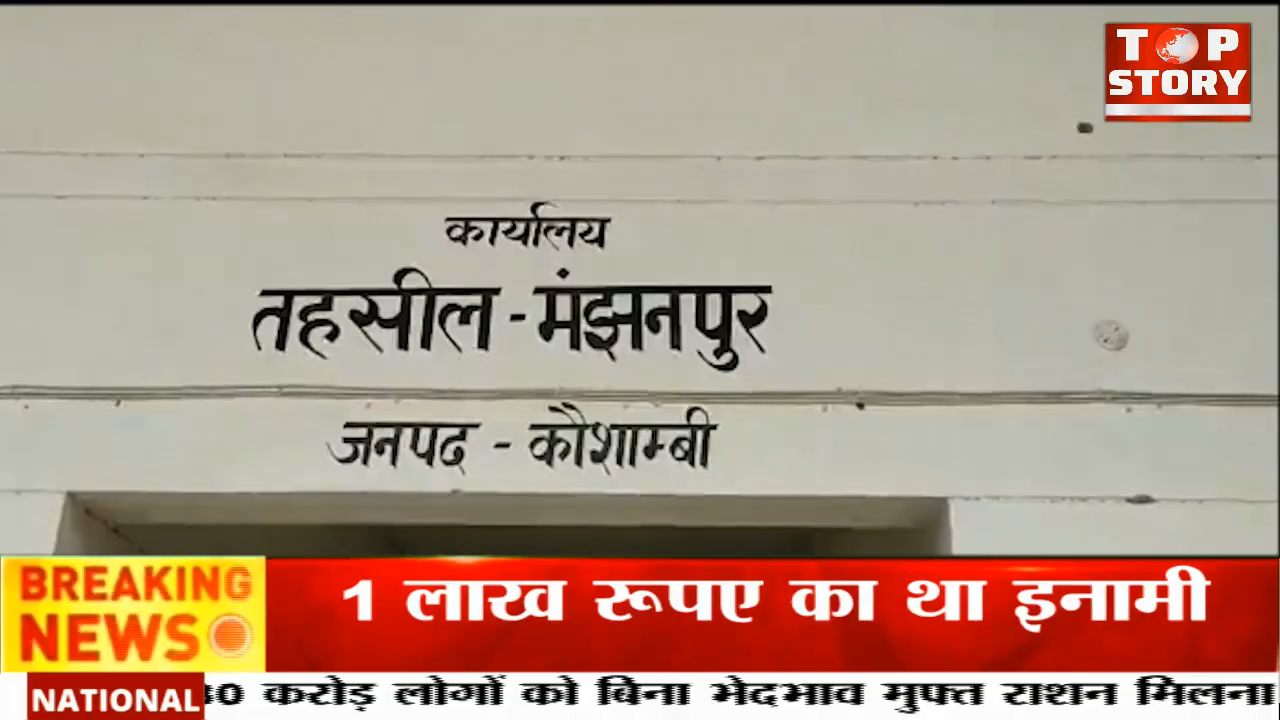 TOP
STORY
कार्यालय
तहसील - मंझनपुर
जनपद - कौशाम्बी
BREAKING
NEWS
1 लाख रूपए का था इनामी
NATIONAL
करोड़ लोगों को बिना भेदभाव मुफ्त राशन मिलना